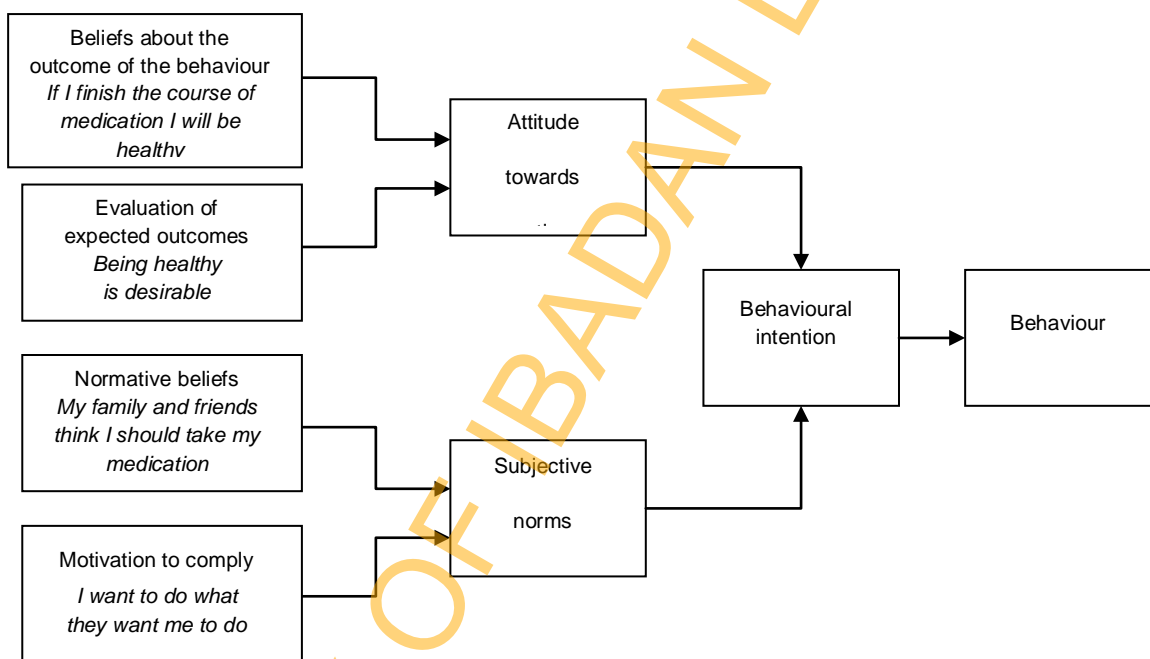 Beliefs about the
outcome of the behaviour
If I finish the course of
medication I will be
healthy
Evaluation of
expected outcomes
Being healthy
is desirable
Normative beliefs
My family and friends
think I should take my
medication
Motivation to comply
I want to do what
they want me to do
Attitude
towards
Subjective
norms
Behavioural
intention
Behaviour
OF IBADAN